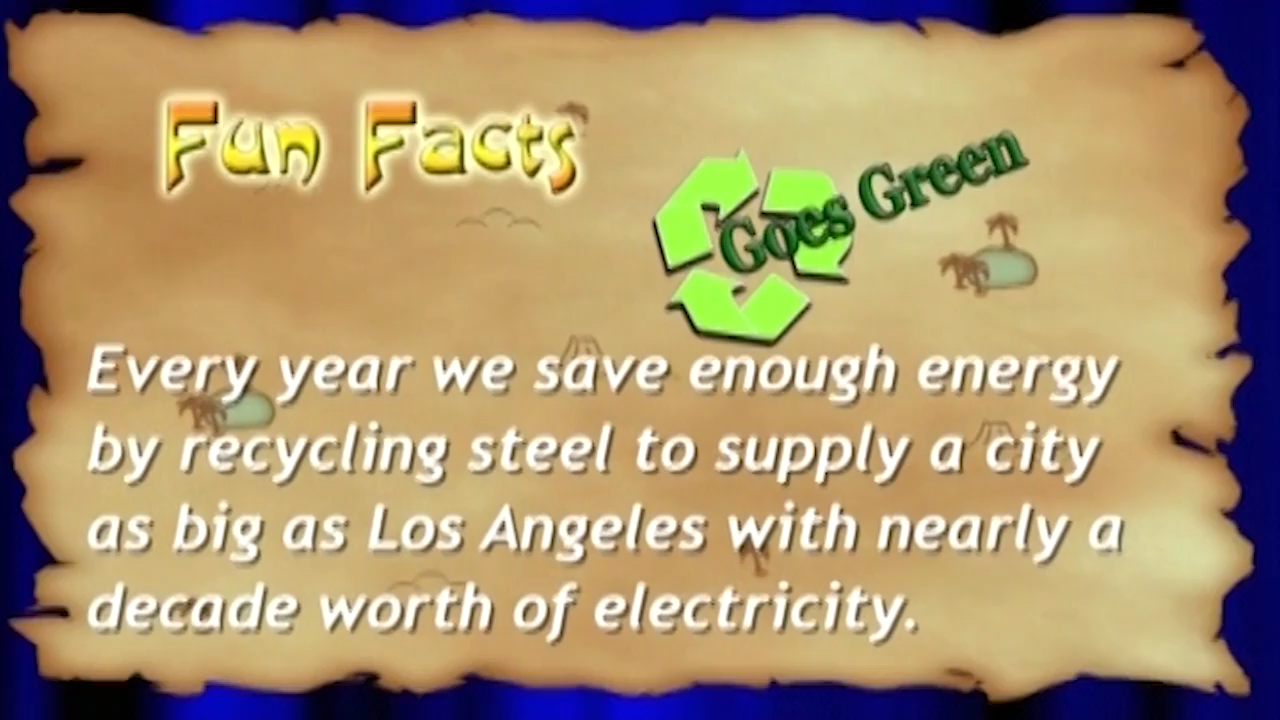 Fun Facts
Goes Green
Every year we save enough energy
by recycling steel to supply a city
as big as Los Angeles with nearly a
decade worth of electricity.